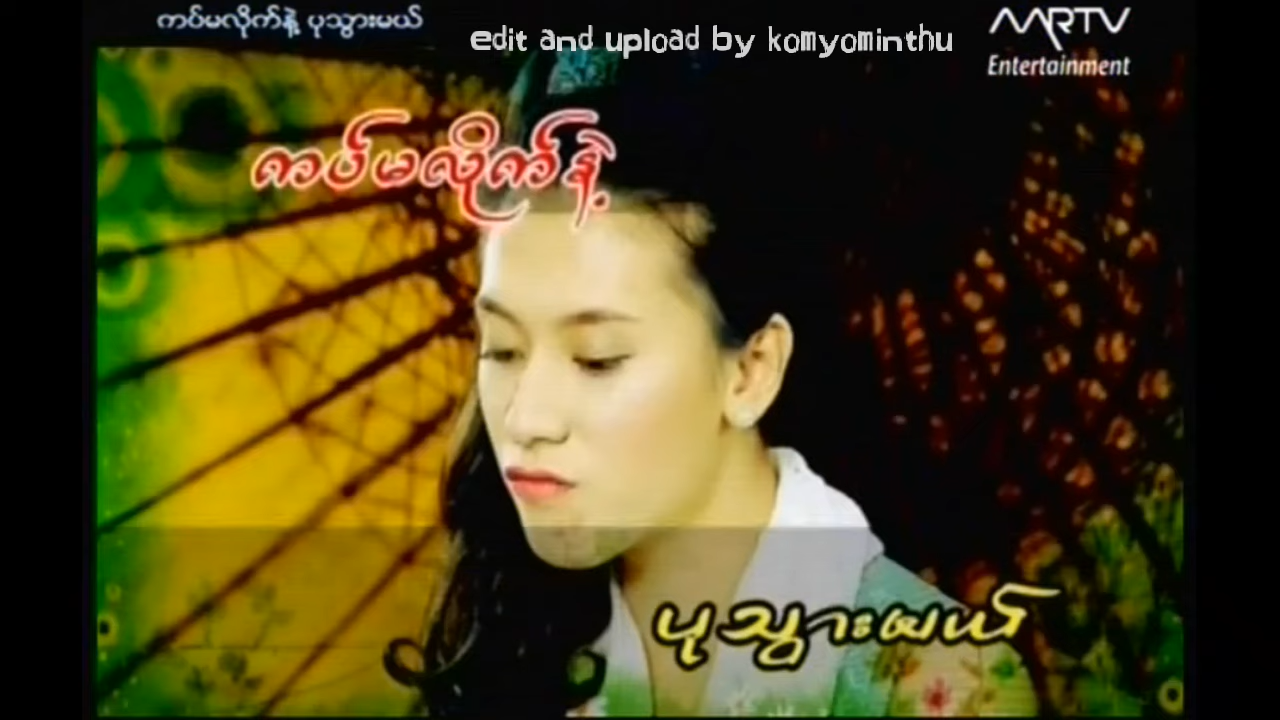 ကပ်မလိုက်နဲ့ ပုသွားမယ်
edit and upload by komyominthu
MRTV
Entertainment
ကပ်မလိုက်နဲ့
ပုသွားမယ်